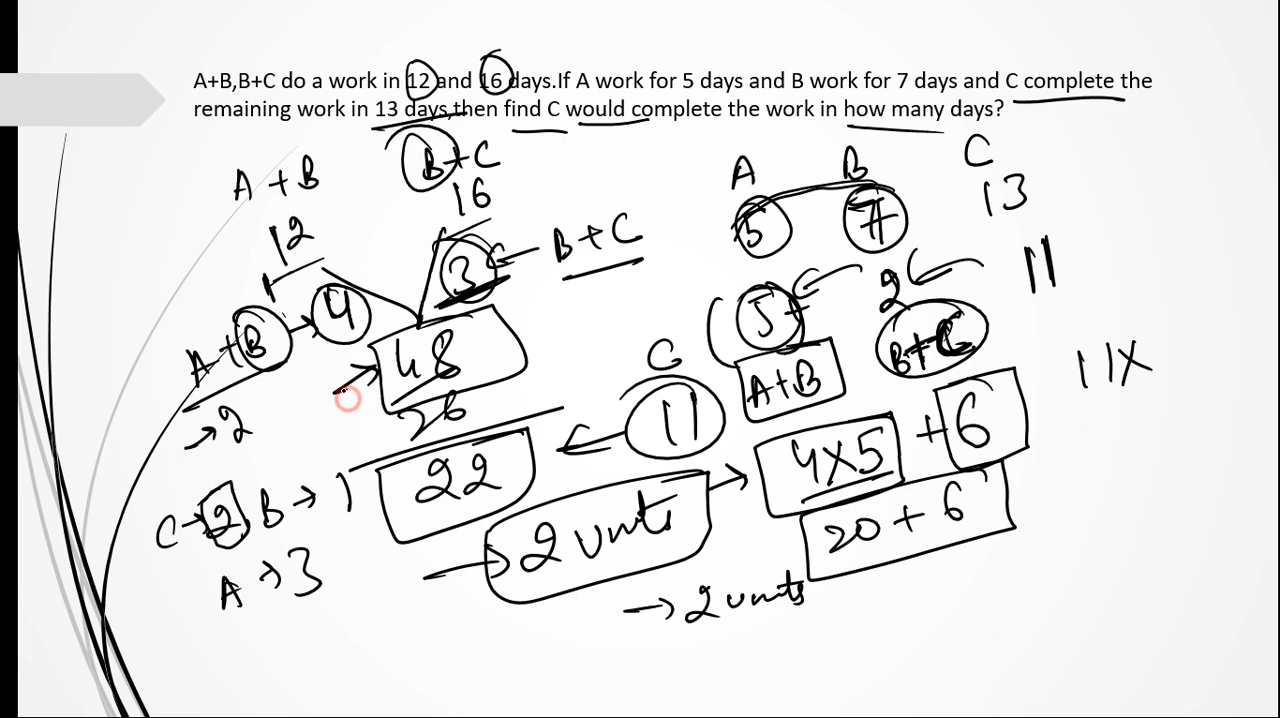 A+B,B+C do a work in 12 and 16 days.If A work for 5 days and B work for 7 days and C complete the
remaining work in 13 days,then find C would complete the work in how many days?
A + B
B+C
A B C
12
16
5 7 13
3 B+C
A+B 4
5+ 2 11
48
C
A+B B+C
11X
2
26
11
4X5 +6
22
C→2 B→1
2 units
20+6
A→3
→2 units